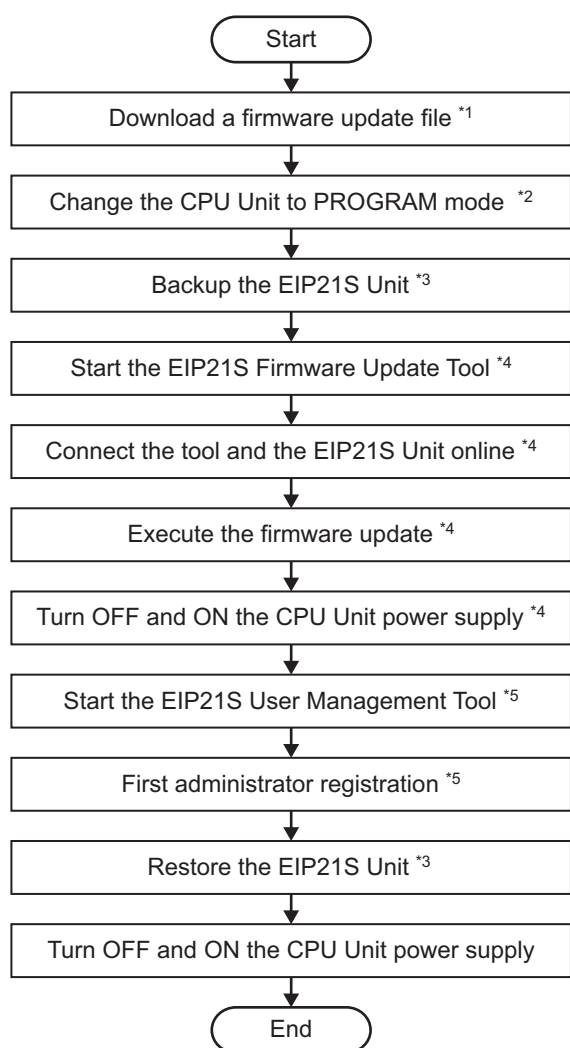 Start
Download a firmware update file *1
Change the CPU Unit to PROGRAM mode *2
Backup the EIP21S Unit *3
Start the EIP21S Firmware Update Tool *4
Connect the tool and the EIP21S Unit online *4
Execute the firmware update *4
Turn OFF and ON the CPU Unit power supply *4
Start the EIP21S User Management Tool *5
First administrator registration *5
Restore the EIP21S Unit *3
Turn OFF and ON the CPU Unit power supply
End